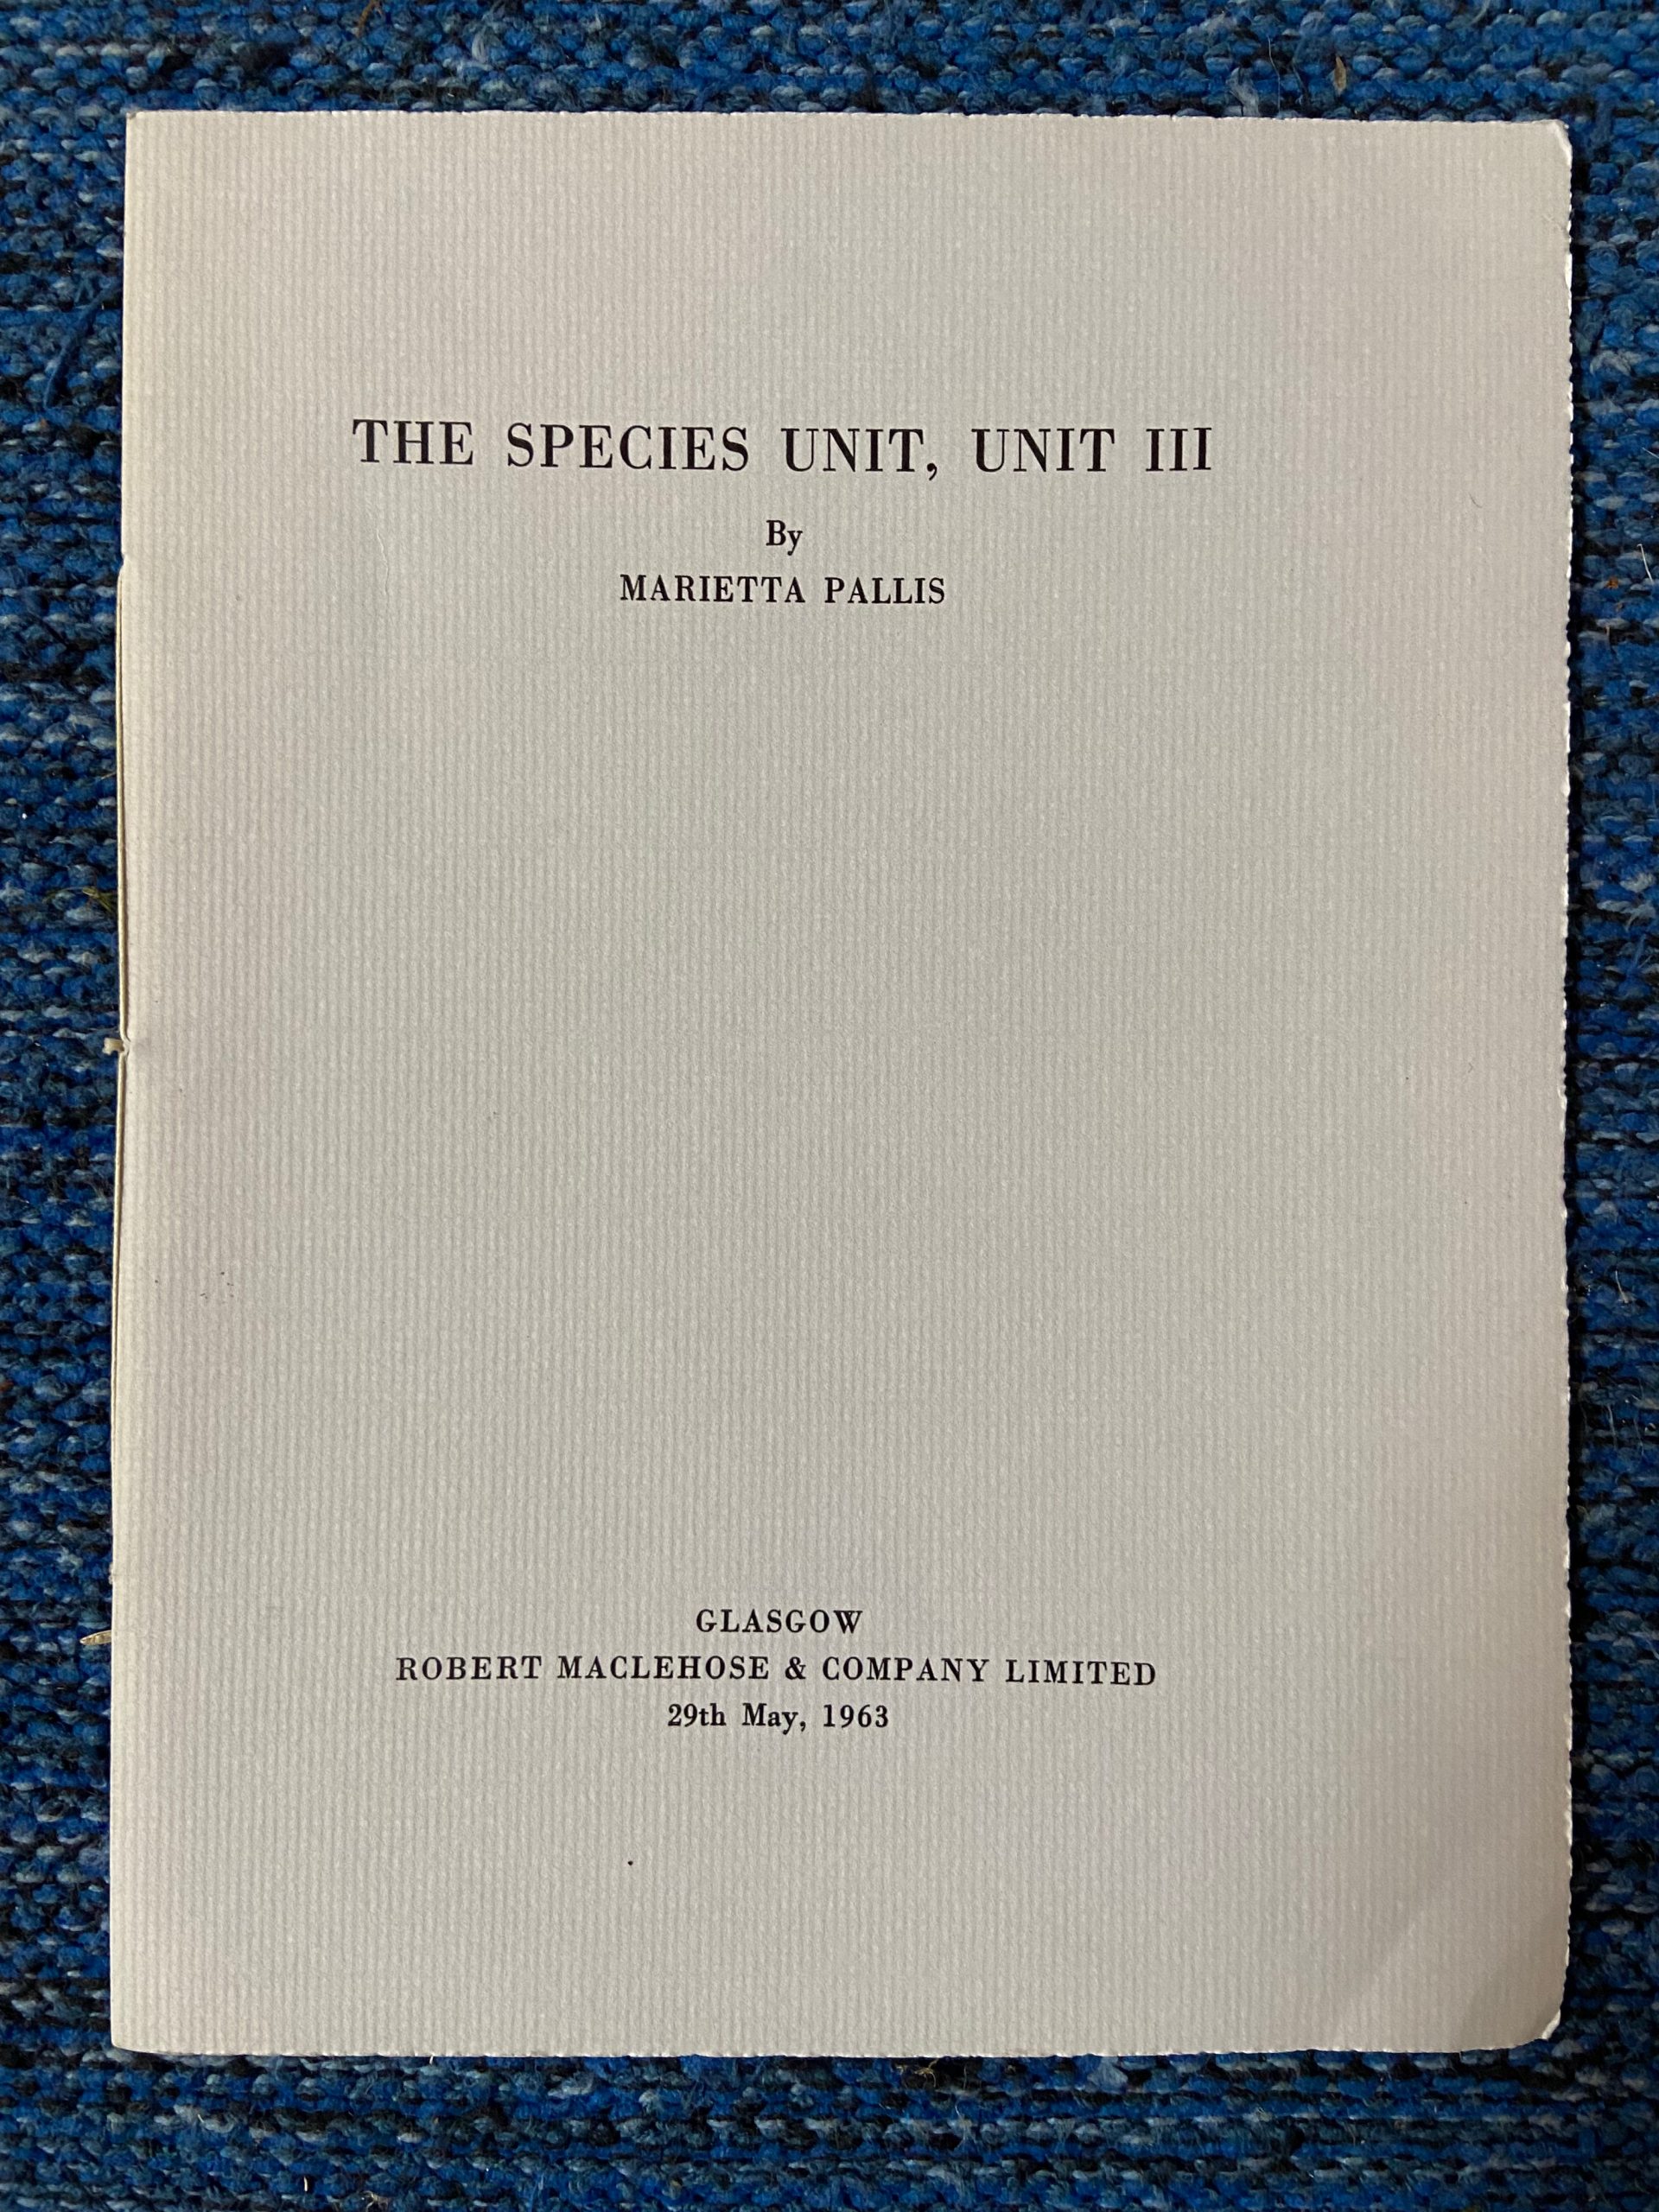 THE SPECIES UNIT, UNIT III
By
MARIETTA PALLIS
GLASGOW
ROBERT MACLEHOSE & COMPANY LIMITED
29th May, 1963